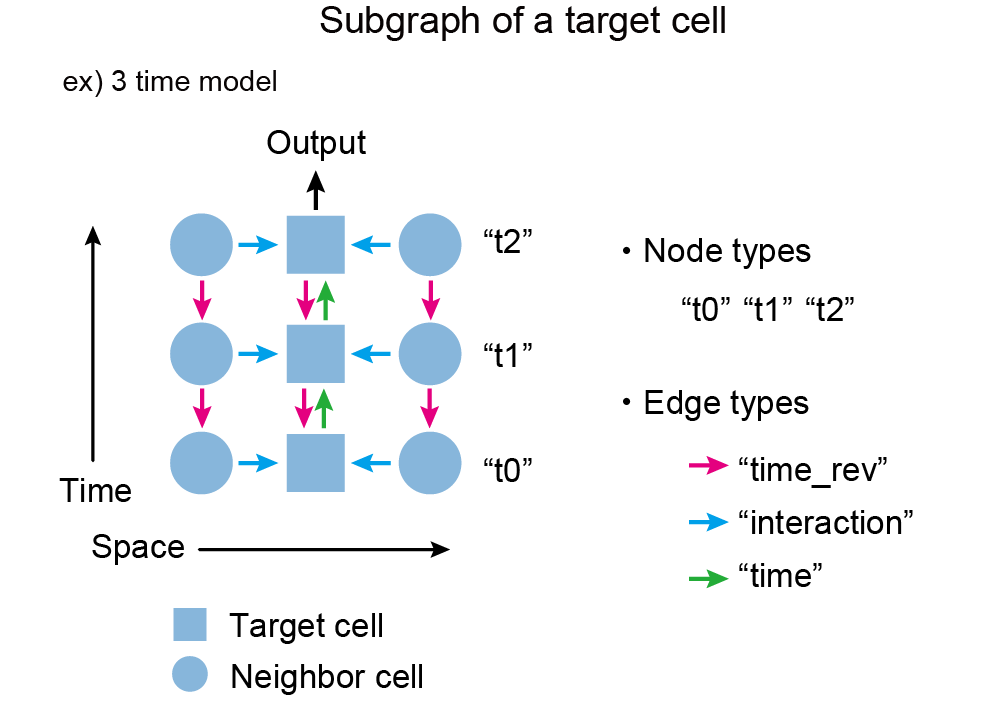 Subgraph of a target cell
ex) 3 time model
Output
“t2”
“t1”
“t0”
Time
Space
Target cell
Neighbor cell
・Node types
“t0” “t1” “t2”
・Edge types
“time_rev”
“interaction”
“time”